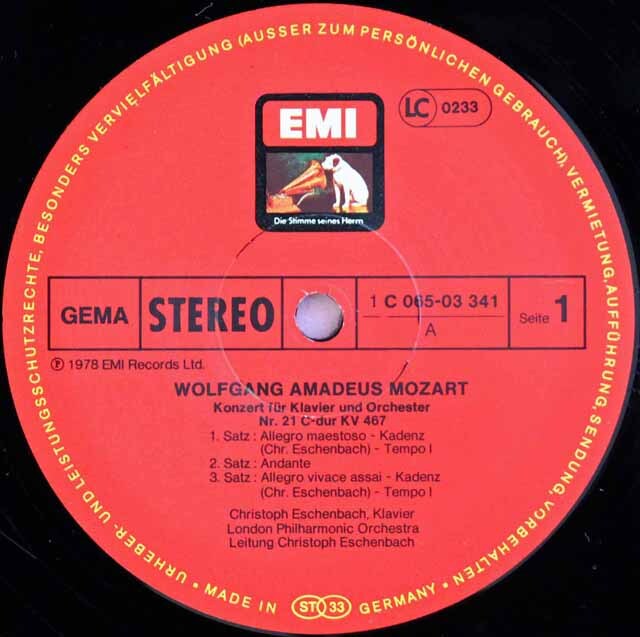 URHEBER- UND LEISTUNGSSCHUTZRECHTE, BESONDERS VERVIELFÄLTIGUNG (AUSSER ZUM PERSÖNLICHEN GEBRAUCH), VERMIETUNG, AUFFÜHRUNG, SENDUNG, VORBEHALTEN
EMI
LC 0233
Die Stimme seines Herrn
GEMA
STEREO
1 C 065-03 341
A
Seite 1
Ⓟ 1978 EMI Records Ltd.
WOLFGANG AMADEUS MOZART
Konzert für Klavier und Orchester
Nr. 21 C-dur KV 467
1. Satz : Allegro maestoso - Kadenz
(Chr. Eschenbach) - Tempo I
2. Satz : Andante
3. Satz : Allegro vivace assai - Kadenz
(Chr. Eschenbach) - Tempo I
Christoph Eschenbach, Klavier
London Philharmonic Orchestra
Leitung Christoph Eschenbach
• MADE IN ST 33 GERMANY •